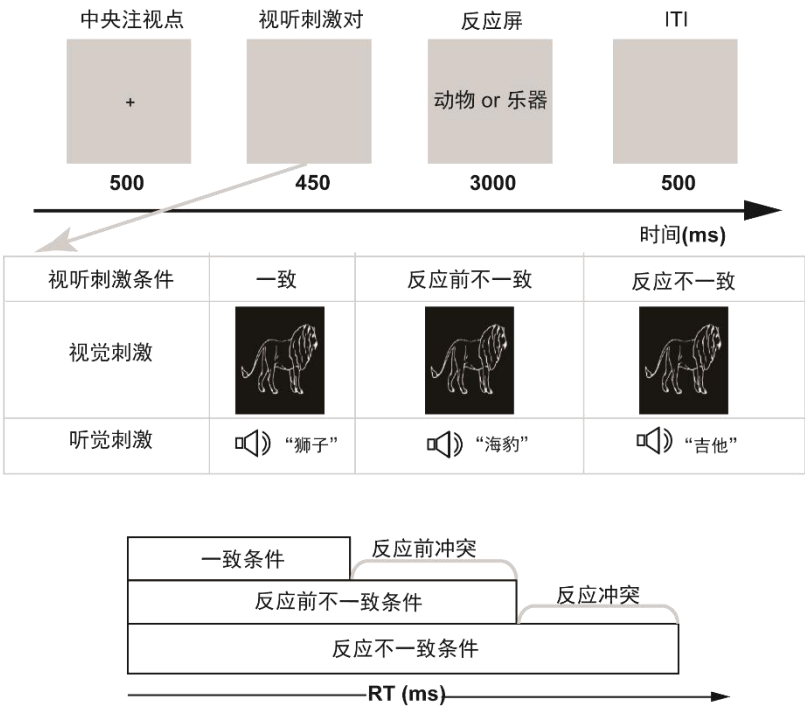 中央注视点 视听刺激对 反应屏 ITI
+
动物 or 乐器
500 450 3000 500
时间(ms)
视听刺激条件 一致 反应前不一致 反应不一致
视觉刺激
听觉刺激 “狮子” “海豹” “吉他”
一致条件 反应前冲突
反应前不一致条件 反应冲突
反应不一致条件
RT (ms)